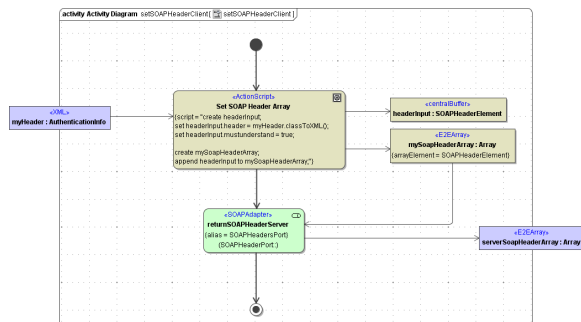 activity Activity Diagram setSOAPHeaderClient[ setSOAPHeaderClient ]
«ActionScript»
Set SOAP Header Array
(script = "create headerInput;
set headerInput.header = myHeader.classToXML();
set headerInput.mustunderstand = true;
create mySoapHeaderArray;
append headerInput to mySoapHeaderArray;")
«XML»
myHeader : AuthenticationInfo
«centralBuffer»
headerInput : SOAPHeaderElement
«E2EArray»
mySoapHeaderArray : Array
(arrayElement = SOAPHeaderElement)
«SOAPAdapter»
returnSOAPHeaderServer
(alias = SOAPHeadersPort)
(SOAPHeaderPort::)
«E2EArray»
serverSoapHeaderArray : Array